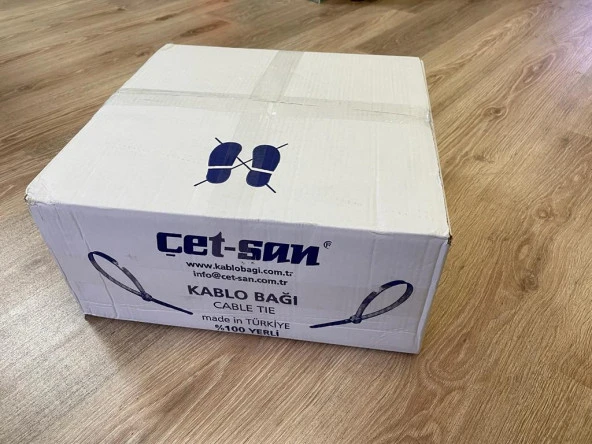 çet-san®
www.kablobagi.com.tr
info@cet-san.com.tr
KABLO BAĞI
CABLE TIE
made in TÜRKİYE
%100 YERLİ